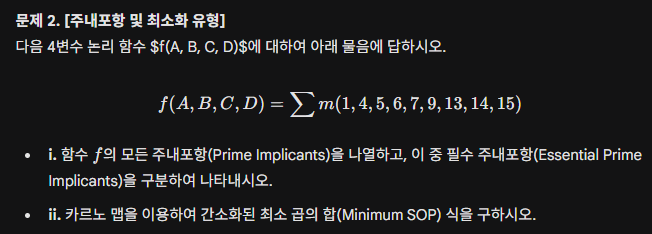 문제 2. [주내포항 및 최소화 유형]
다음 4변수 논리 함수 $f(A, B, C, D)$에 대하여 아래 물음에 답하시오.
f(A, B, C, D) = ∑ m(1, 4, 5, 6, 7, 9, 13, 14, 15)
• i. 함수 f의 모든 주내포항(Prime Implicants)을 나열하고, 이 중 필수 주내포항(Essential Prime
Implicants)을 구분하여 나타내시오.
• ii. 카르노 맵을 이용하여 간소화된 최소 곱의 합(Minimum SOP) 식을 구하시오.